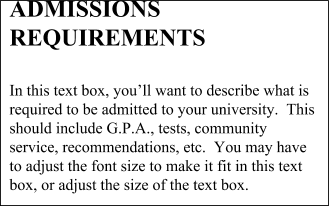 ADMISSIONS
REQUIREMENTS
In this text box, you’ll want to describe what is
required to be admitted to your university.  This
should include G.P.A., tests, community
service, recommendations, etc.  You may have
to adjust the font size to make it fit in this text
box, or adjust the size of the text box.